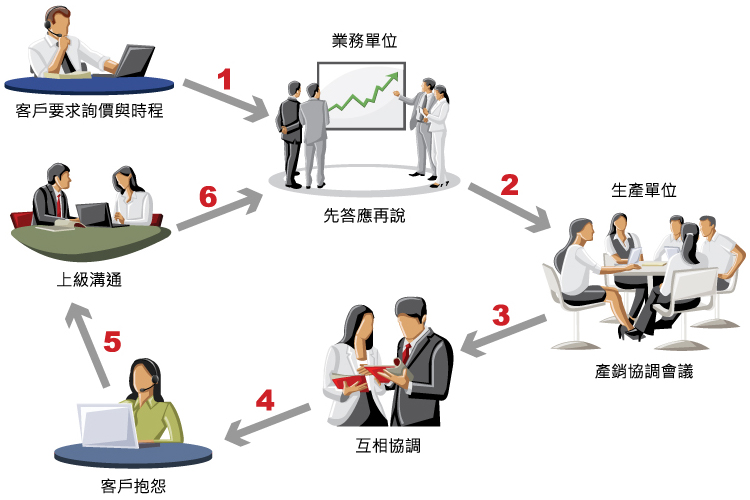 客戶要求詢價與時程
1
業務單位
先答應再說
2
生產單位
產銷協調會議
3
互相協調
4
客戶抱怨
5
上級溝通
6